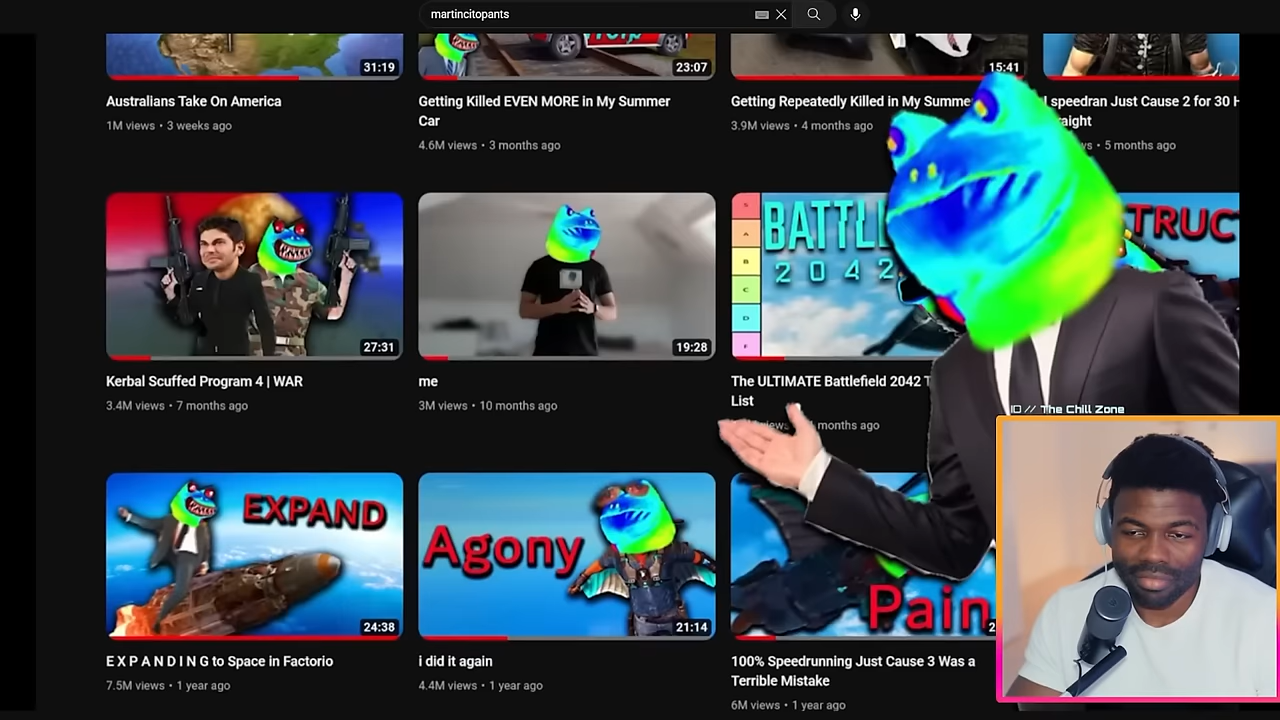 martincitopants
31:19
23:07
15:41
Australians Take On America
Getting Killed EVEN MORE in My Summer
Car
Getting Repeatedly Killed in My Summe
I speedran Just Cause 2 for 30 H
raight
1M views • 3 weeks ago
4.6M views • 3 months ago
3.9M views • 4 months ago
ws • 5 months ago
S
A
B
C
D
F
BATTL
2042
TRUC
27:31
19:28
Kerbal Scuffed Program 4 | WAR
me
The ULTIMATE Battlefield 2042 T
List
3.4M views • 7 months ago
3M views • 10 months ago
months ago
ID // The Chill Zone
EXPAND
Agony
Pain
24:38
21:14
2
E X P A N D I N G to Space in Factorio
i did it again
100% Speedrunning Just Cause 3 Was a
Terrible Mistake
7.5M views • 1 year ago
4.4M views • 1 year ago
6M views • 1 year ago